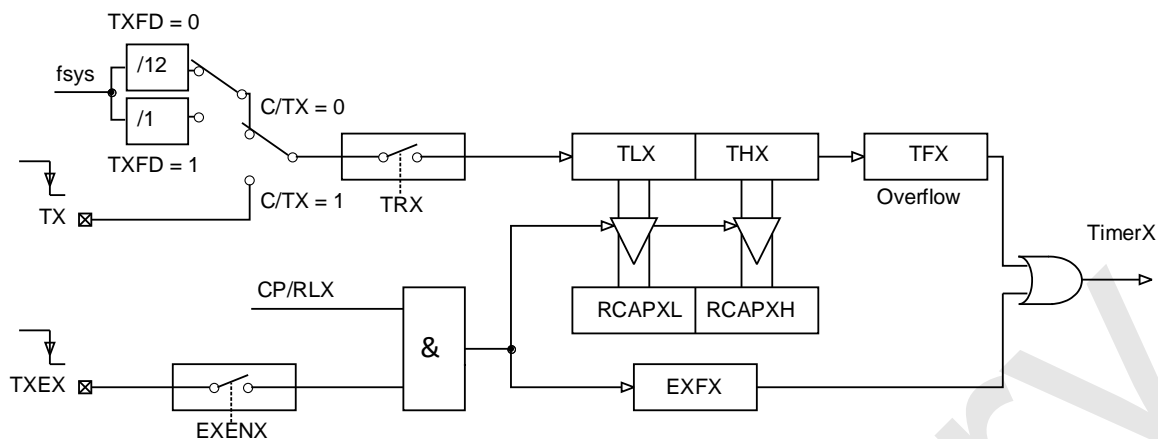 TXFD = 0
/12
fsys
C/TX = 0
/1
TXFD = 1
TLX
THX
TFX
TX
C/TX = 1
TRX
Overflow
TimerX
CP/RLX
RCAPXL
RCAPXH
&
TXEX
EXFX
EXENX